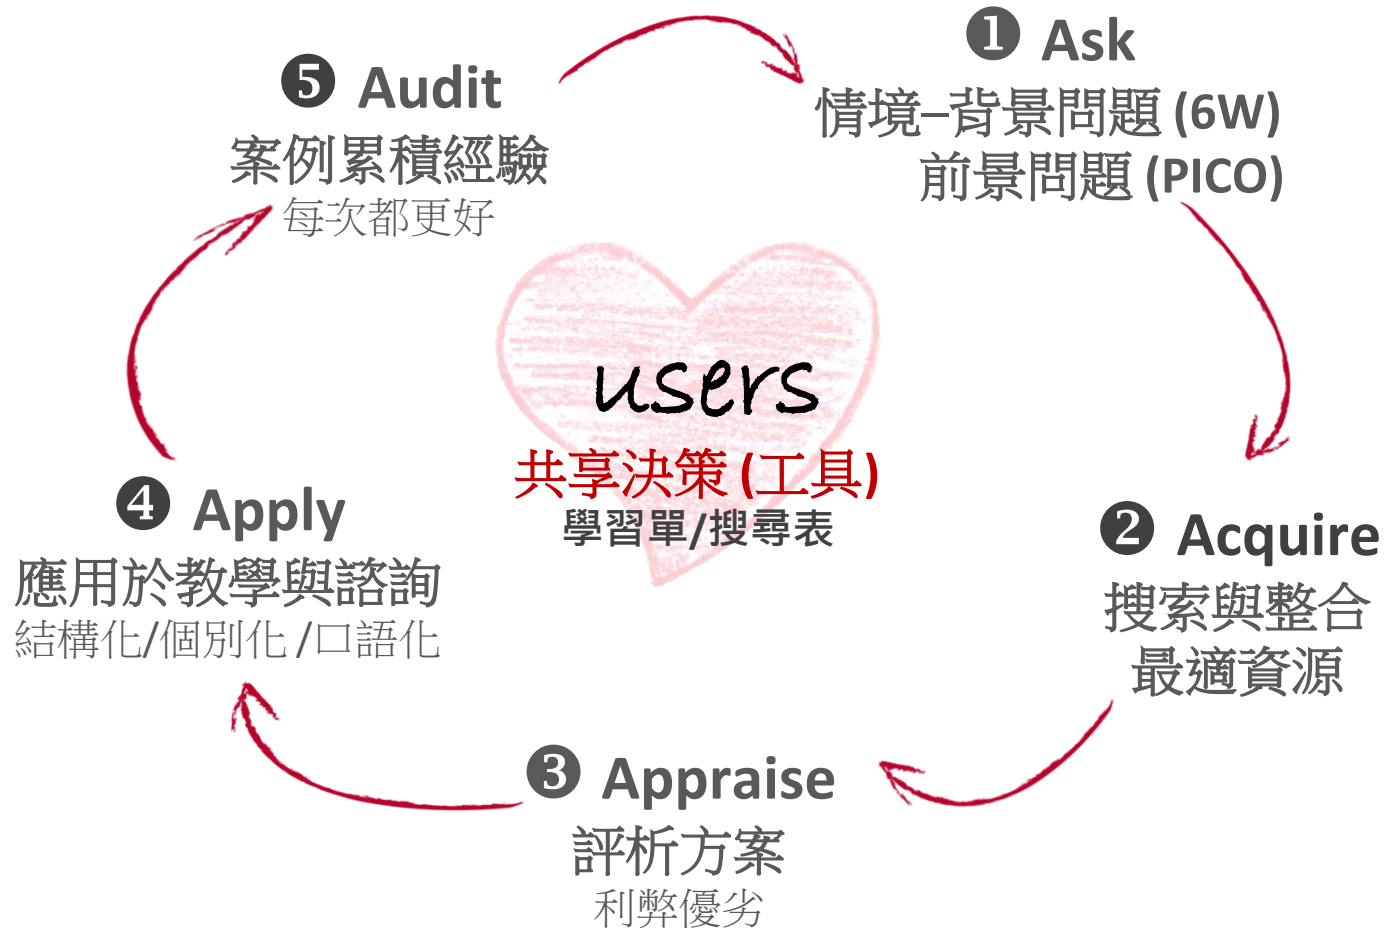 ❶ Ask
情境–背景問題 (6W)
前景問題 (PICO)
❷ Acquire
搜索與整合
最適資源
❸ Appraise
評析方案
利弊優劣
❹ Apply
應用於教學與諮詢
結構化/個別化 /口語化
❺ Audit
案例累積經驗
每次都更好
users
共享決策 (工具)
學習單/搜尋表